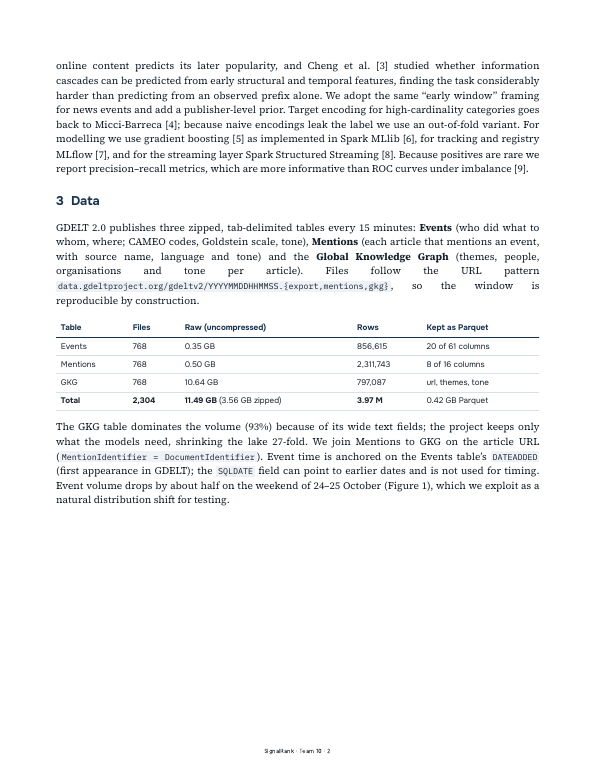 online content predicts its later popularity, and Cheng et al. [3] studied whether information
cascades can be predicted from early structural and temporal features, finding the task considerably
harder than predicting from an observed prefix alone. We adopt the same “early window” framing
for news events and add a publisher-level prior. Target encoding for high-cardinality categories goes
back to Micci-Barreca [4]; because naive encodings leak the label we use an out-of-fold variant. For
modelling we use gradient boosting [5] as implemented in Spark MLlib [6], for tracking and registry
MLflow [7], and for the streaming layer Spark Structured Streaming [8]. Because positives are rare we
report precision–recall metrics, which are more informative than ROC curves under imbalance [9].
3 Data
GDELT 2.0 publishes three zipped, tab-delimited tables every 15 minutes: Events (who did what to
whom, where; CAMEO codes, Goldstein scale, tone), Mentions (each article that mentions an event,
with source name, language and tone) and the Global Knowledge Graph (themes, people,
organisations and tone per article). Files follow the URL pattern
data.gdeltproject.org/gdeltv2/YYYYMMDDHHMMSS.{export,mentions,gkg}, so the window is
reproducible by construction.
Table Files Raw (uncompressed) Rows Kept as Parquet
Events 768 0.35 GB 856,615 20 of 61 columns
Mentions 768 0.50 GB 2,311,743 8 of 16 columns
GKG 768 10.64 GB 797,087 url, themes, tone
Total 2,304 11.49 GB (3.56 GB zipped) 3.97 M 0.42 GB Parquet
The GKG table dominates the volume (93%) because of its wide text fields; the project keeps only
what the models need, shrinking the lake 27-fold. We join Mentions to GKG on the article URL
(MentionIdentifier = DocumentIdentifier). Event time is anchored on the Events table’s DATEADDED
(first appearance in GDELT); the SQLDATE field can point to earlier dates and is not used for timing.
Event volume drops by about half on the weekend of 24–25 October (Figure 1), which we exploit as a
natural distribution shift for testing.
SignalRank · Team 10 · 2